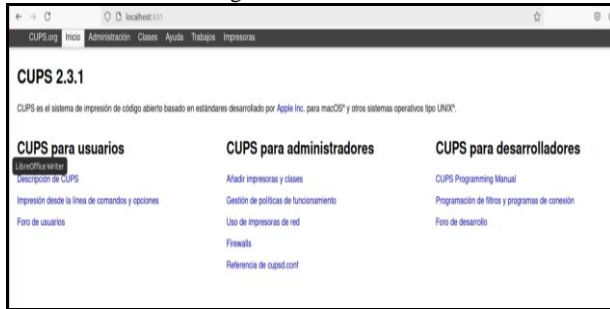 localhost:631
CUPS.org Inicio Administración Clases Ayuda Trabajos Impresoras
CUPS 2.3.1
CUPS es el sistema de impresión de código abierto basado en estándares desarrollado por Apple Inc. para macOS® y otros sistemas operativos tipo UNIX®.
CUPS para usuarios
LibreOffice Writer
Descripción de CUPS
Impresión desde la línea de comandos y opciones
Foro de usuarios
CUPS para administradores
Añadir impresoras y clases
Gestión de políticas de funcionamiento
Uso de impresoras de red
Firewalls
Referencia de cupsd.conf
CUPS para desarrolladores
CUPS Programming Manual
Programación de filtros y programas de conexión
Foro de desarrollo